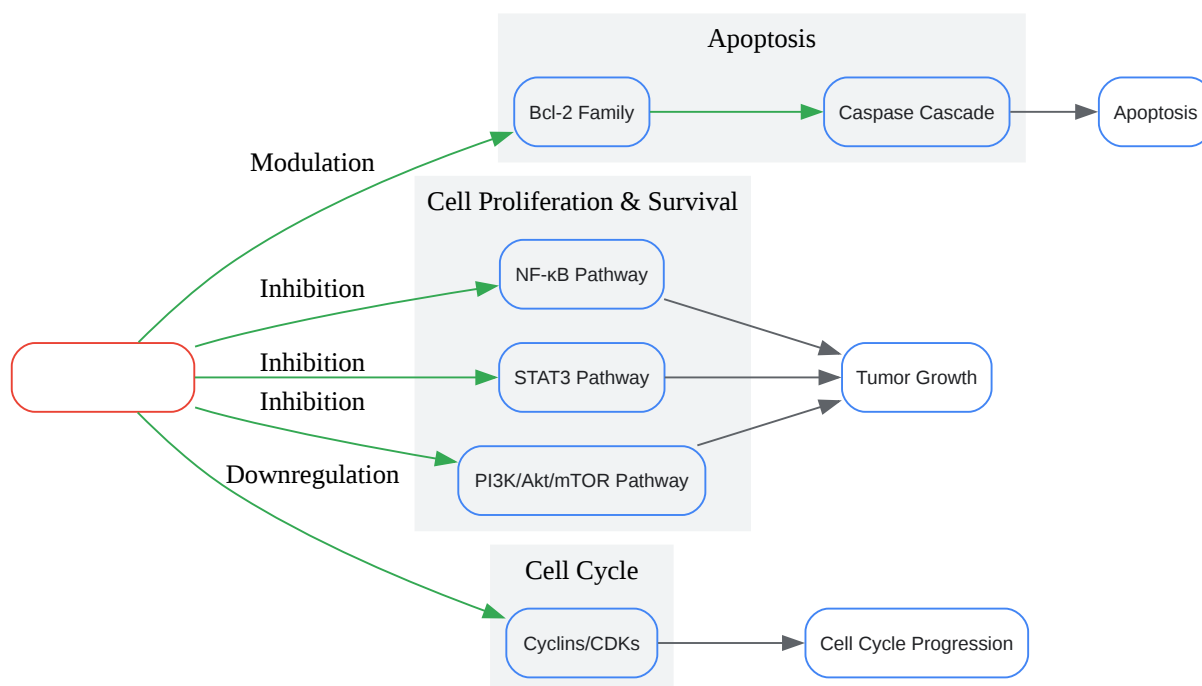 Apoptosis
Bcl-2 Family
Caspase Cascade
Apoptosis
Modulation
Cell Proliferation & Survival
NF-κB Pathway
Inhibition
Inhibition
STAT3 Pathway
Tumor Growth
Inhibition
PI3K/Akt/mTOR Pathway
Downregulation
Cell Cycle
Cyclins/CDKs
Cell Cycle Progression